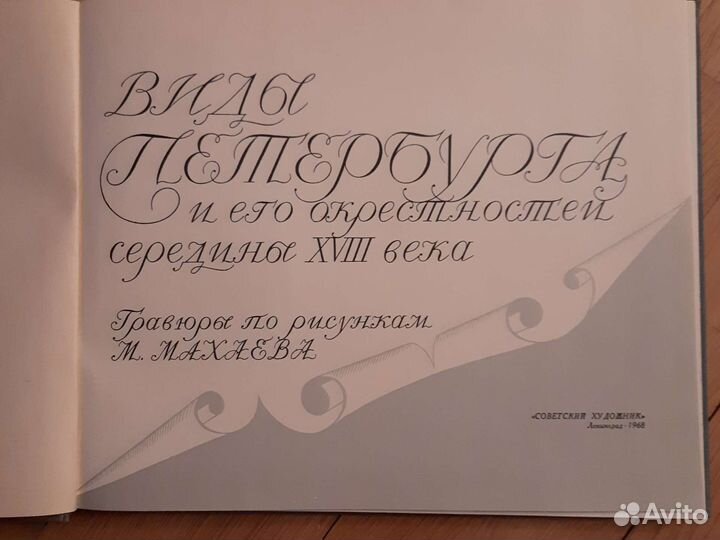 ВИДЫ
ПЕТЕРБУРГА
и его окрестностей
середины XVIII века
Гравюры по рисункам
М. МАХАЕВА
«СОВЕТСКИЙ ХУДОЖНИК»
Ленинград-1968
Avito